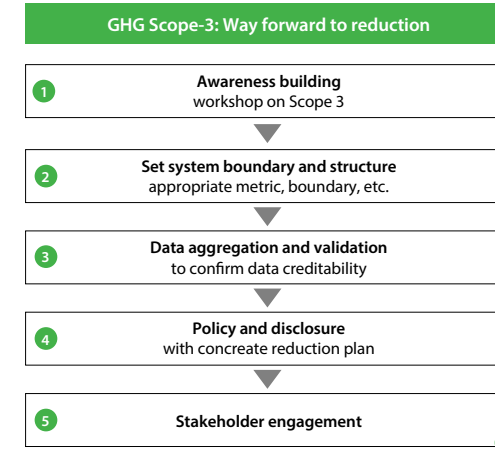 GHG Scope-3: Way forward to reduction
1
Awareness building
workshop on Scope 3
2
Set system boundary and structure
appropriate metric, boundary, etc.
3
Data aggregation and validation
to confirm data creditability
4
Policy and disclosure
with concreate reduction plan
5
Stakeholder engagement